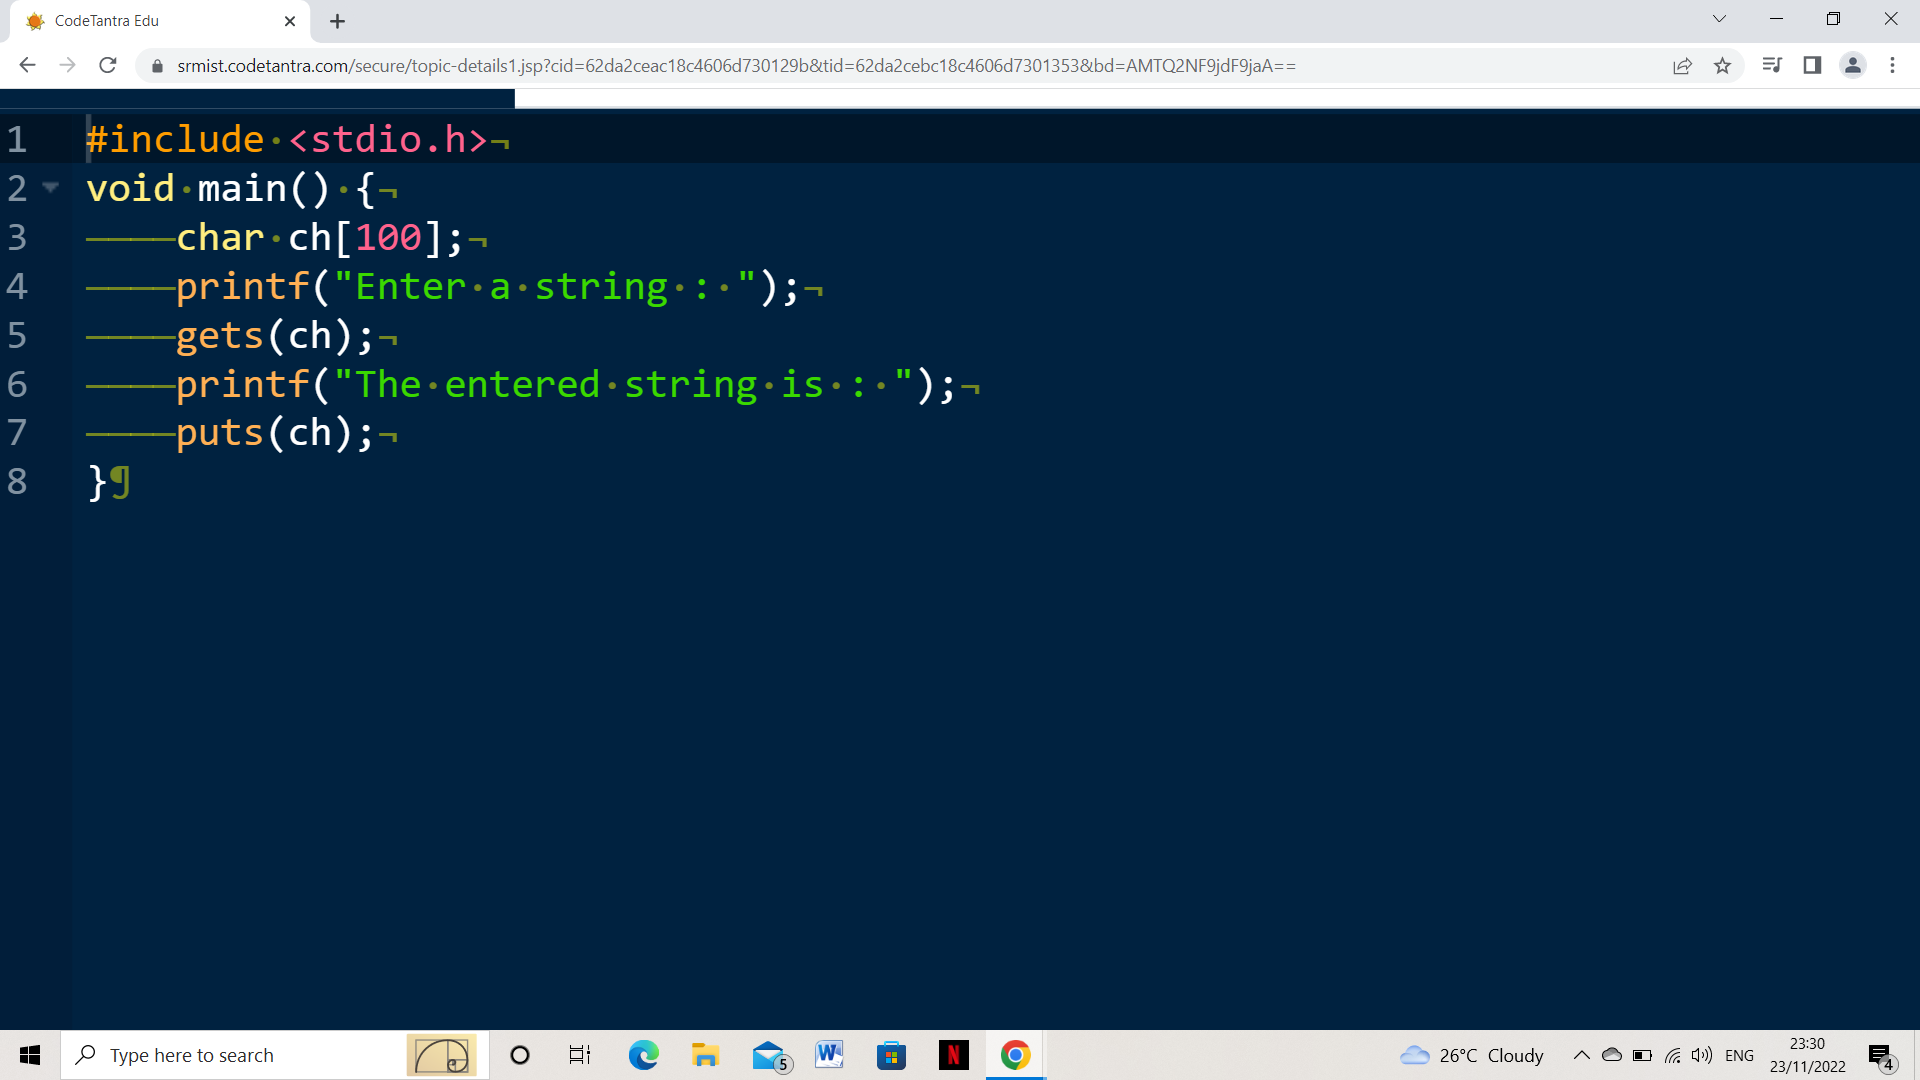 CodeTantra Edu
srmist.codetantra.com/secure/topic-details1.jsp?cid=62da2ceac18c4606d730129b&tid=62da2cebc18c4606d7301353&bd=AMTQ2NF9jdF9jaA==
1 #include <stdio.h>
2 void main() {
3 char ch[100];
4 printf("Enter a string : ");
5 gets(ch);
6 printf("The entered string is : ");
7 puts(ch);
8 }
Type here to search
5
W
N
26°C Cloudy
ENG
23:30
23/11/2022
4